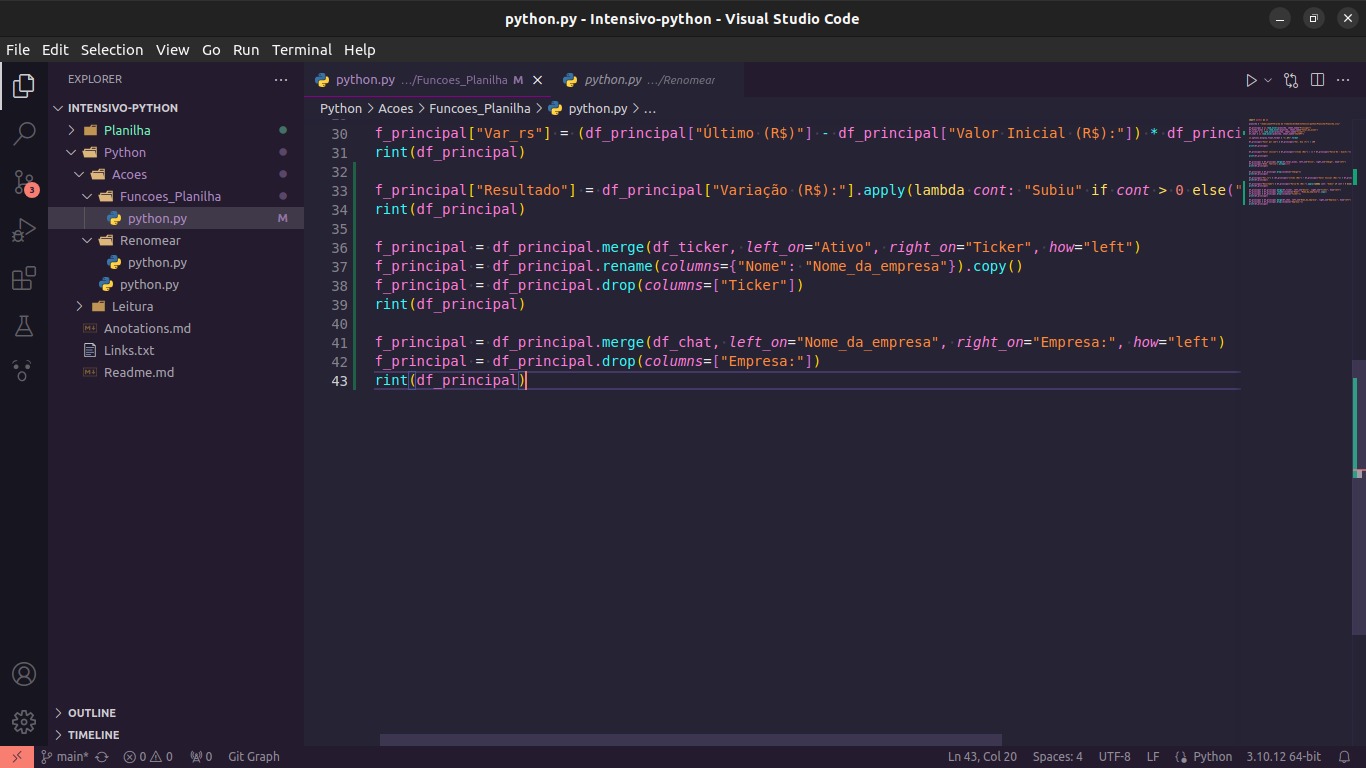 python.py - Intensivo-python - Visual Studio Code
File Edit Selection View Go Run Terminal Help
EXPLORER
INTENSIVO-PYTHON
Planilha
Python
Acoes
Funcoes_Planilha
python.py M
Renomear
python.py
python.py
Leitura
Anotations.md
Links.txt
Readme.md
OUTLINE
TIMELINE
3
python.py .../Funcoes_Planilha M
python.py .../Renomear
Python > Acoes > Funcoes_Planilha > python.py > ...
30 f_principal["Var_rs"] = (df_principal["Último (R$)"] - df_principal["Valor Inicial (R$):"]) * df_princi
31 rint(df_principal)
32
33 f_principal["Resultado"] = df_principal["Variação (R$):"].apply(lambda cont: "Subiu" if cont > 0 else("
34 rint(df_principal)
35
36 f_principal = df_principal.merge(df_ticker, left_on="Ativo", right_on="Ticker", how="left")
37 f_principal = df_principal.rename(columns={"Nome": "Nome_da_empresa"}).copy()
38 f_principal = df_principal.drop(columns=["Ticker"])
39 rint(df_principal)
40
41 f_principal = df_principal.merge(df_chat, left_on="Nome_da_empresa", right_on="Empresa:", how="left")
42 f_principal = df_principal.drop(columns=["Empresa:"])
43 rint(df_principal)
main* 0 0 0 Git Graph Ln 43, Col 20 Spaces: 4 UTF-8 LF Python 3.10.12 64-bit